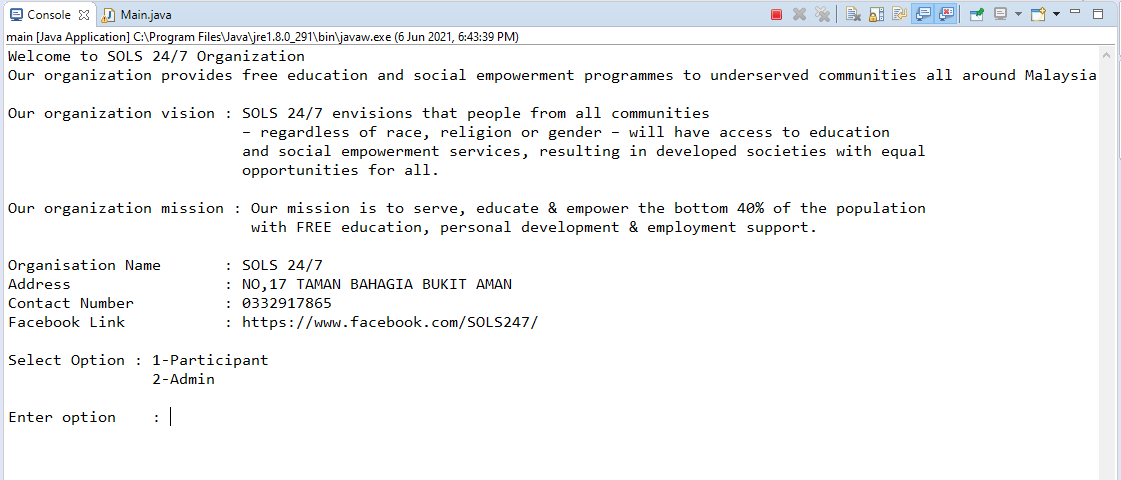 Console Main.java
main [Java Application] C:\Program Files\Java\jre1.8.0_291\bin\javaw.exe (6 Jun 2021, 6:43:39 PM)
Welcome to SOLS 24/7 Organization
Our organization provides free education and social empowerment programmes to underserved communities all around Malaysia
Our organization vision : SOLS 24/7 envisions that people from all communities
– regardless of race, religion or gender – will have access to education
and social empowerment services, resulting in developed societies with equal
opportunities for all.
Our organization mission : Our mission is to serve, educate & empower the bottom 40% of the population
with FREE education, personal development & employment support.
Organisation Name : SOLS 24/7
Address : NO,17 TAMAN BAHAGIA BUKIT AMAN
Contact Number : 0332917865
Facebook Link : https://www.facebook.com/SOLS247/
Select Option : 1-Participant
2-Admin
Enter option :